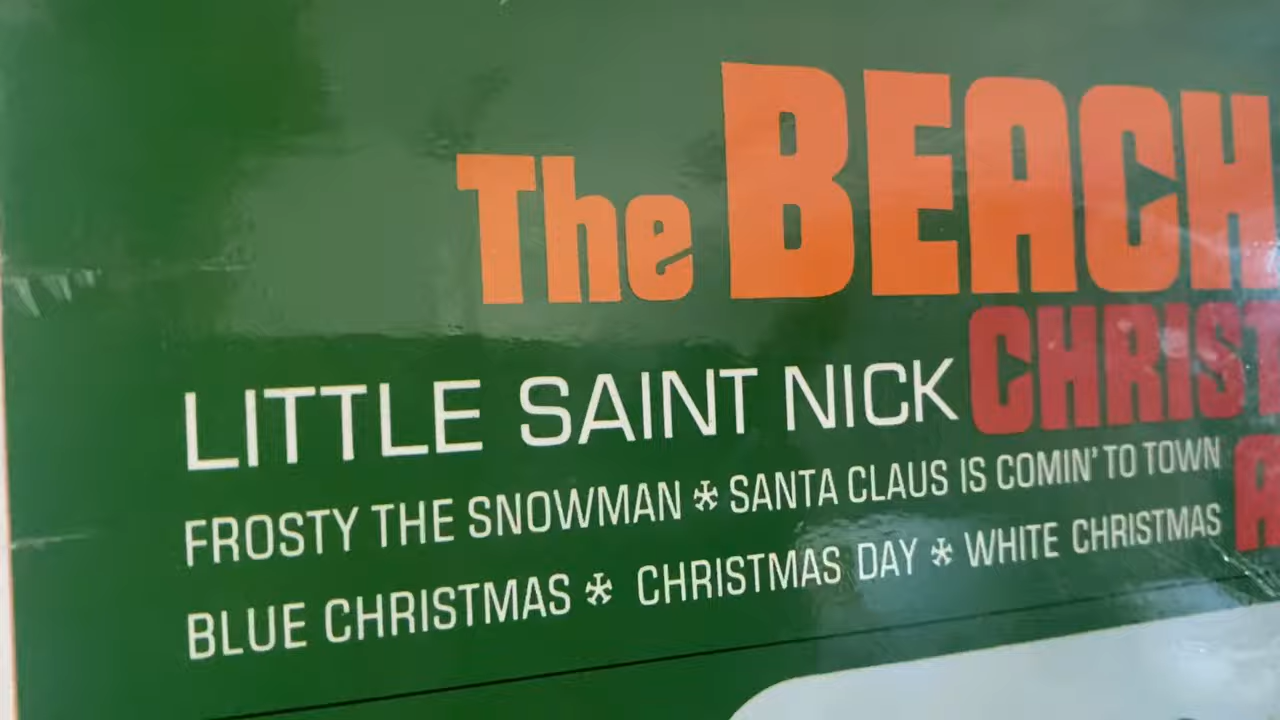 The BEACH
CHRIST
LITTLE SAINT NICK
FROSTY THE SNOWMAN * SANTA CLAUS IS COMIN' TO TOWN
BLUE CHRISTMAS * CHRISTMAS DAY * WHITE CHRISTMAS